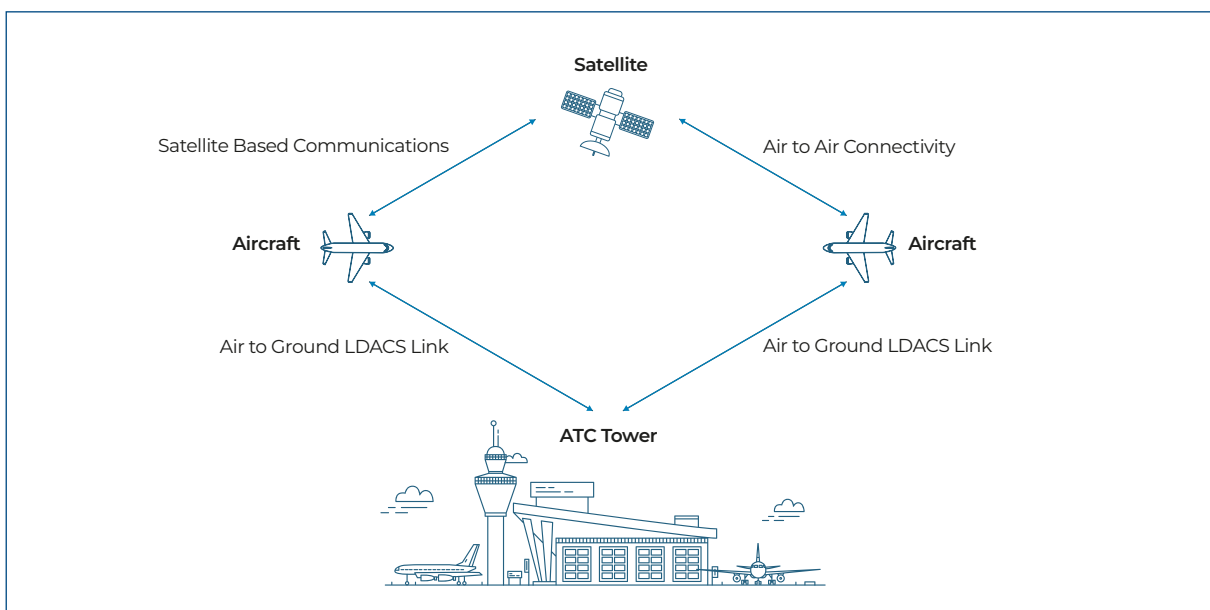 Satellite
Satellite Based Communications
Air to Air Connectivity
Aircraft
Aircraft
Air to Ground LDACS Link
Air to Ground LDACS Link
ATC Tower